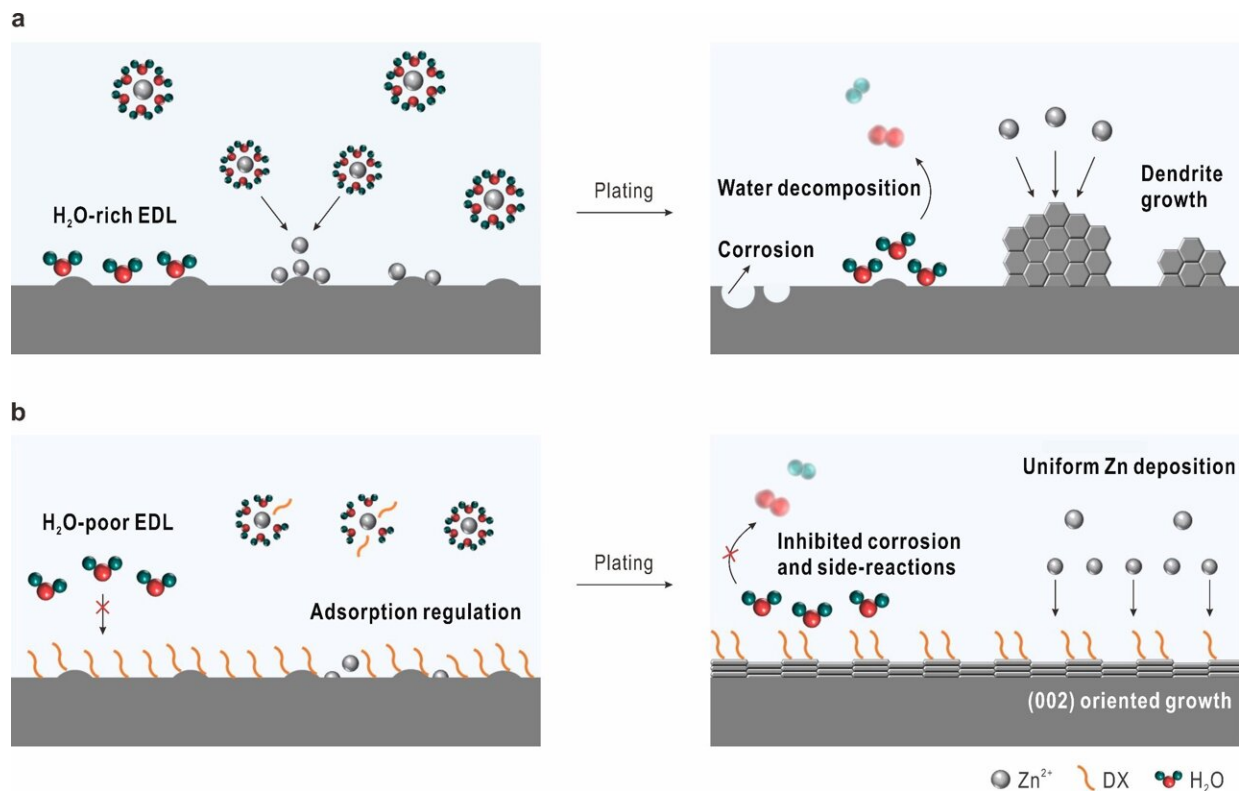 a
H₂O-rich EDL
Plating
Water decomposition
Corrosion
Dendrite
growth
b
H₂O-poor EDL
Adsorption regulation
Plating
Uniform Zn deposition
Inhibited corrosion
and side-reactions
(002) oriented growth
Zn²⁺ DX H₂O